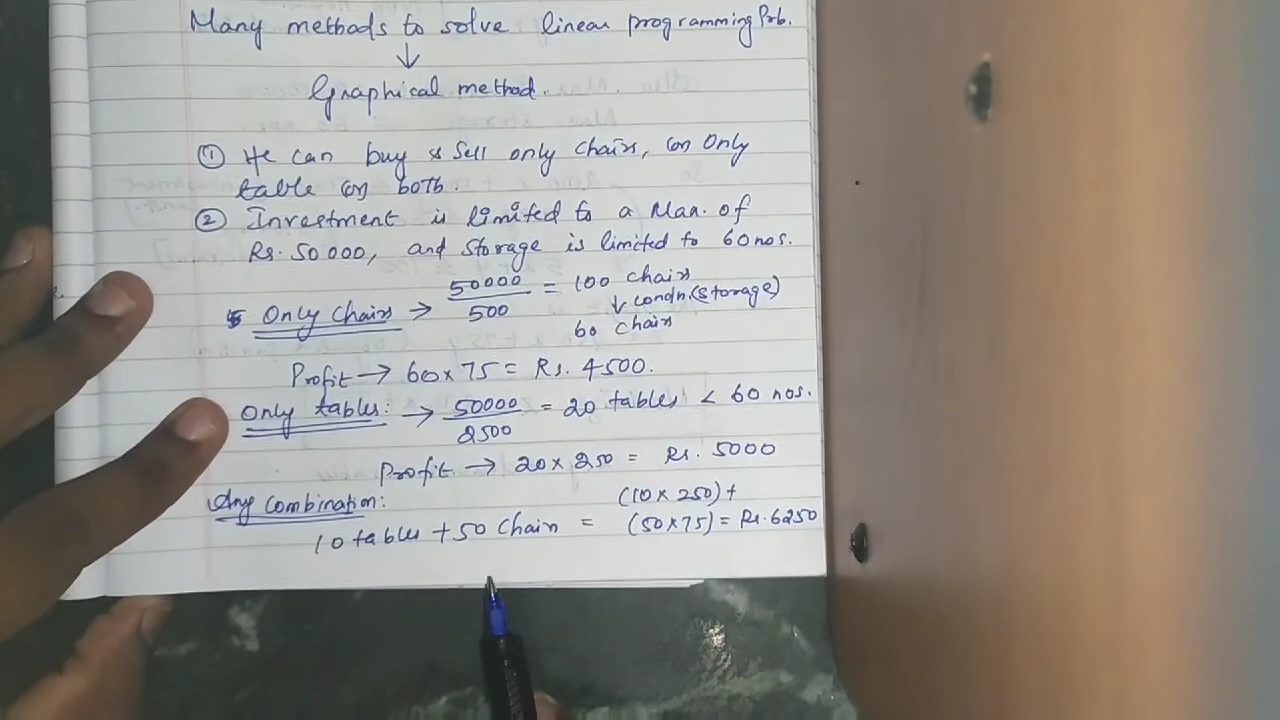 Many methods to solve linear programming Prb.
↓
Graphical method.
① He can buy & Sell only chairs, or Only
table or both.
② Investment is limited to a Max. of
Rs. 50000, and storage is limited to 60 nos.
Only Chairs → 50000/500 = 100 chairs
↓ condn. (storage)
60 chairs
Profit → 60 x 75 = Rs. 4500.
Only tables: → 50000/2500 = 20 tables < 60 nos.
Profit → 20 x 250 = Rs. 5000
Any Combination:
10 tables + 50 Chair = (10 x 250) + (50 x 75) = Rs. 6250